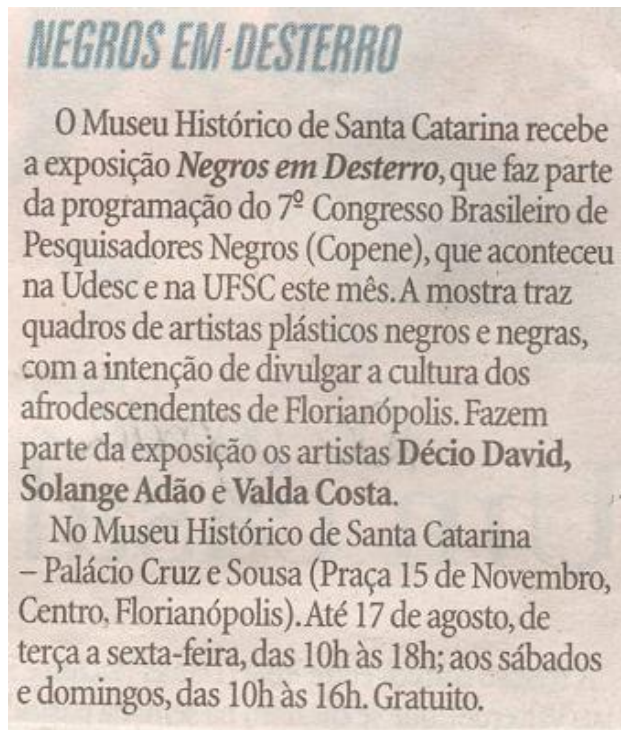 NEGROS EM DESTERRO
O Museu Histórico de Santa Catarina recebe
a exposição Negros em Desterro, que faz parte
da programação do 7º Congresso Brasileiro de
Pesquisadores Negros (Copene), que aconteceu
na Udesc e na UFSC este mês. A mostra traz
quadros de artistas plásticos negros e negras,
com a intenção de divulgar a cultura dos
afrodescendentes de Florianópolis. Fazem
parte da exposição os artistas Décio David,
Solange Adão e Valda Costa.
No Museu Histórico de Santa Catarina
– Palácio Cruz e Sousa (Praça 15 de Novembro,
Centro, Florianópolis). Até 17 de agosto, de
terça a sexta-feira, das 10h às 18h; aos sábados
e domingos, das 10h às 16h. Gratuito.